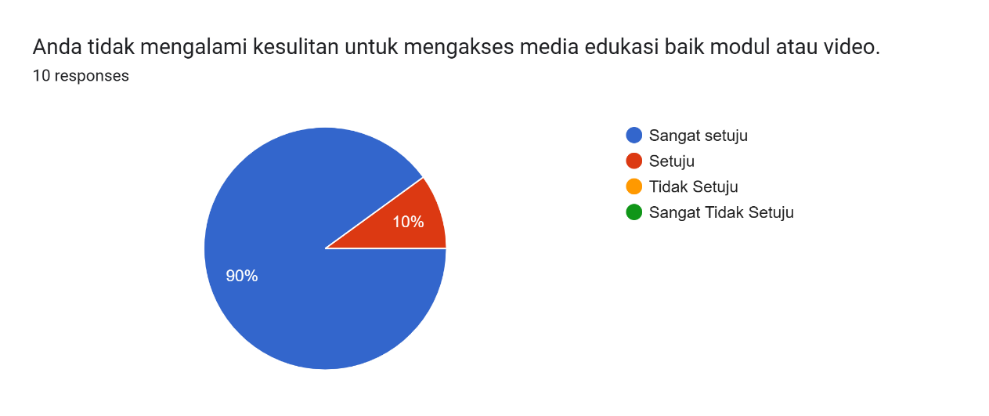 Anda tidak mengalami kesulitan untuk mengakses media edukasi baik modul atau video.
10 responses
Sangat setuju
Setuju
Tidak Setuju
Sangat Tidak Setuju
10%
90%